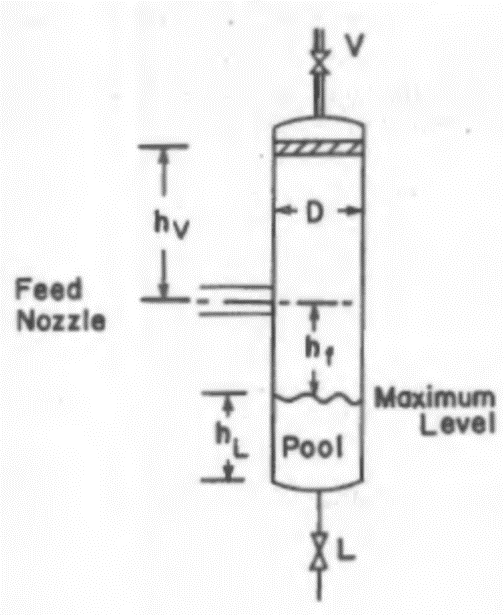 V
D
h_V
Feed
Nozzle
h_f
Maximum
Level
h_L
Pool
L